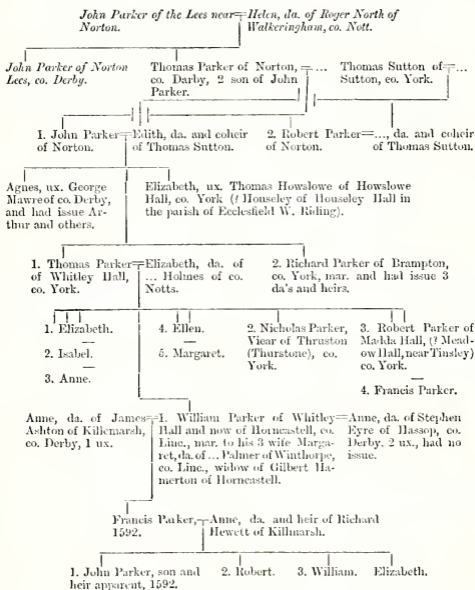 John Parker of the Lees near = Helen, da. of Roger North of
Norton. Walkeringham, co. Nott.
John Parker of Norton
Lees, co. Derby.
Thomas Parker of Norton, = ...
co. Darby, 2 son of John
Parker.
Thomas Sutton of = ...
Sutton, co. York.
1. John Parker = Edith, da. and coheir
of Norton. of Thomas Sutton.
2. Robert Parker = ..., da. and coheir
of Norton. of Thomas Sutton.
Agnes, ux. George
Mawre of co. Derby,
and had issue Ar-
thur and others.
Elizabeth, ux. Thomas Howslowe of Howslowe
Hall, co. York (? Houseley of Houseley Hall in
the parish of Ecclesfield W. Riding).
1. Thomas Parker = Elizabeth, da. of
of Whitley Hall, ... Holmes of co.
co. York. Notts.
2. Richard Parker of Brampton,
co. York, mar. and had issue 3
da's and heirs.
1. Elizabeth.
—
2. Isabel.
—
3. Anne.
4. Ellen.
—
5. Margaret.
2. Nicholas Parker,
Vicar of Thruston
(Thurstone), co.
York.
3. Robert Parker of
Madda Hall, (? Mead-
ow Hall, near Tinsley)
co. York.
—
4. Francis Parker.
Anne, da. of James = 1. William Parker of Whitley = Anne, da. of Stephen
Ashton of Killemarsh, Hall and now of Horncastell, co. Eyre of Hassop, co.
co. Derby, 1 ux. Linc., mar. to his 3 wife Marga- Derby. 2 ux., had no
ret, da. of ... Palmer of Winthorpe, issue.
co. Linc., widow of Gilbert Ha-
merton of Horncastell.
Francis Parker, = Anne, da. and heir of Richard
1592. Hewett of Killmarsh.
1. John Parker, son and
heir apparent, 1592.
2. Robert. 3. William. Elizabeth.